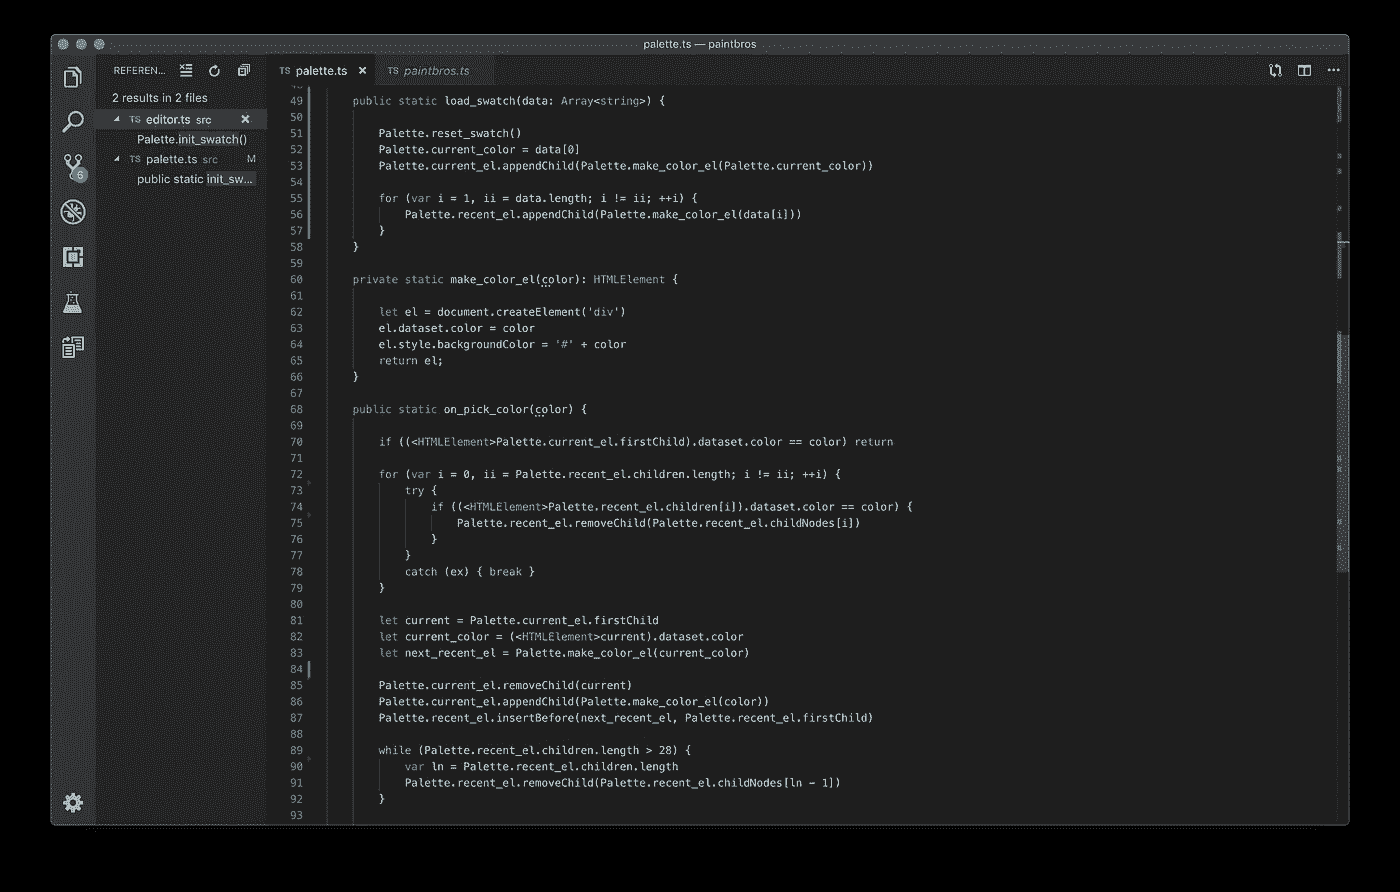 palette.ts — paintbros
REFEREN...
2 results in 2 files
TS editor.ts src
Palette.init_swatch()
TS palette.ts src M
public static init_sw...
6
TS palette.ts
TS paintbros.ts
49 public static load_swatch(data: Array<string>) {
50
51 Palette.reset_swatch()
52 Palette.current_color = data[0]
53 Palette.current_el.appendChild(Palette.make_color_el(Palette.current_color))
54
55 for (var i = 1, ii = data.length; i != ii; ++i) {
56 Palette.recent_el.appendChild(Palette.make_color_el(data[i]))
57 }
58 }
59
60 private static make_color_el(color): HTMLElement {
61
62 let el = document.createElement('div')
63 el.dataset.color = color
64 el.style.backgroundColor = '#' + color
65 return el;
66 }
67
68 public static on_pick_color(color) {
69
70 if ((<HTMLElement>Palette.current_el.firstChild).dataset.color == color) return
71
72 for (var i = 0, ii = Palette.recent_el.children.length; i != ii; ++i) {
73 try {
74 if ((<HTMLElement>Palette.recent_el.children[i]).dataset.color == color) {
75 Palette.recent_el.removeChild(Palette.recent_el.childNodes[i])
76 }
77 }
78 catch (ex) { break }
79 }
80
81 let current = Palette.current_el.firstChild
82 let current_color = (<HTMLElement>current).dataset.color
83 let next_recent_el = Palette.make_color_el(current_color)
84
85 Palette.current_el.removeChild(current)
86 Palette.current_el.appendChild(Palette.make_color_el(color))
87 Palette.recent_el.insertBefore(next_recent_el, Palette.recent_el.firstChild)
88
89 while (Palette.recent_el.children.length > 28) {
90 var ln = Palette.recent_el.children.length
91 Palette.recent_el.removeChild(Palette.recent_el.childNodes[ln - 1])
92 }
93